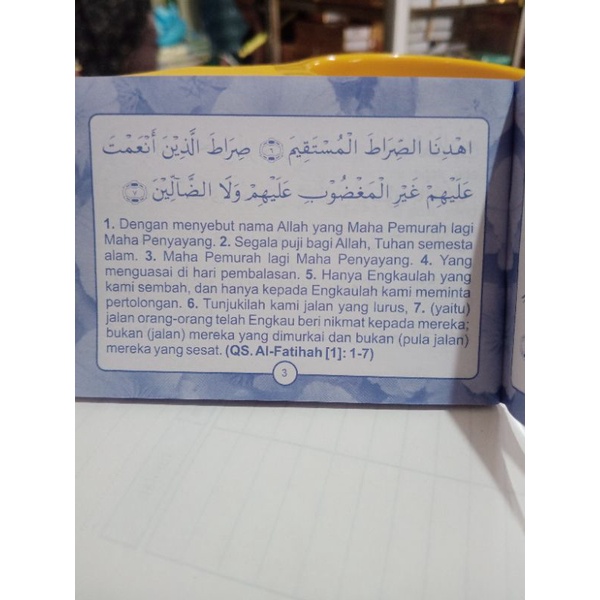 اهْدِنَا الصِّرَاطَ الْمُسْتَقِيمَ ٦ صِرَاطَ الَّذِيْنَ أَنْعَمْتَ
عَلَيْهِمْ غَيْرِ الْمَغْضُوْبِ عَلَيْهِمْ وَلَا الضَّآلِّيْنَ ٧
1. Dengan menyebut nama Allah yang Maha Pemurah lagi
Maha Penyayang. 2. Segala puji bagi Allah, Tuhan semesta
alam. 3. Maha Pemurah lagi Maha Penyayang. 4. Yang
menguasai di hari pembalasan. 5. Hanya Engkaulah yang
kami sembah, dan hanya kepada Engkaulah kami meminta
pertolongan. 6. Tunjukilah kami jalan yang lurus, 7. (yaitu)
jalan orang-orang telah Engkau beri nikmat kepada mereka;
bukan (jalan) mereka yang dimurkai dan bukan (pula jalan)
mereka yang sesat. (QS. Al-Fatihah [1]: 1-7)
3